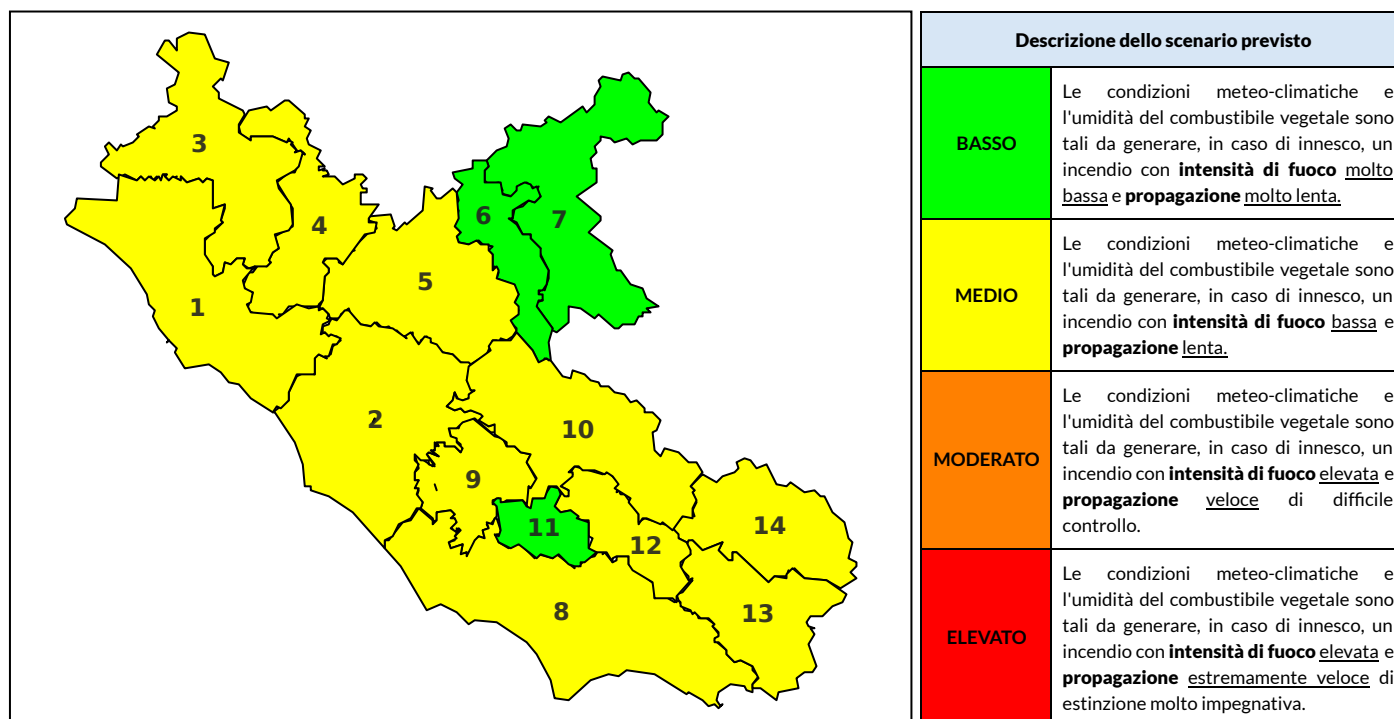 3
4
6
7
5
1
2
10
9
11
12
14
8
13
Descrizione dello scenario previsto
BASSO
Le condizioni meteo-climatiche e
l'umidità del combustibile vegetale sono
tali da generare, in caso di innesco, un
incendio con intensità di fuoco molto
bassa e propagazione molto lenta.
MEDIO
Le condizioni meteo-climatiche e
l'umidità del combustibile vegetale sono
tali da generare, in caso di innesco, un
incendio con intensità di fuoco bassa e
propagazione lenta.
MODERATO
Le condizioni meteo-climatiche e
l'umidità del combustibile vegetale sono
tali da generare, in caso di innesco, un
incendio con intensità di fuoco elevata e
propagazione veloce di difficile
controllo.
ELEVATO
Le condizioni meteo-climatiche e
l'umidità del combustibile vegetale sono
tali da generare, in caso di innesco, un
incendio con intensità di fuoco elevata e
propagazione estremamente veloce di
estinzione molto impegnativa.